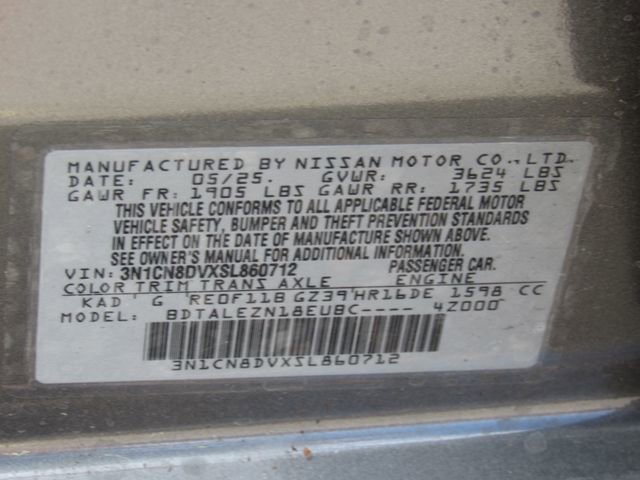 MANUFACTURED BY NISSAN MOTOR CO., LTD.
DATE: 05/25. GVWR: 3624 LBS
GAWR FR: 1905 LBS GAWR RR: 1735 LBS
THIS VEHICLE CONFORMS TO ALL APPLICABLE FEDERAL MOTOR
VEHICLE SAFETY, BUMPER AND THEFT PREVENTION STANDARDS
IN EFFECT ON THE DATE OF MANUFACTURE SHOWN ABOVE.
SEE OWNER'S MANUAL FOR ADDITIONAL INFORMATION.
VIN: 3N1CN8DVXSL860712 PASSENGER CAR.
COLOR TRIM TRANS AXLE ENGINE
KAD G RE0F11B GZ39 HR16DE 1598 CC
MODEL: BDTALEZN18EUBC---- 4Z000
3N1CN8DVXSL860712